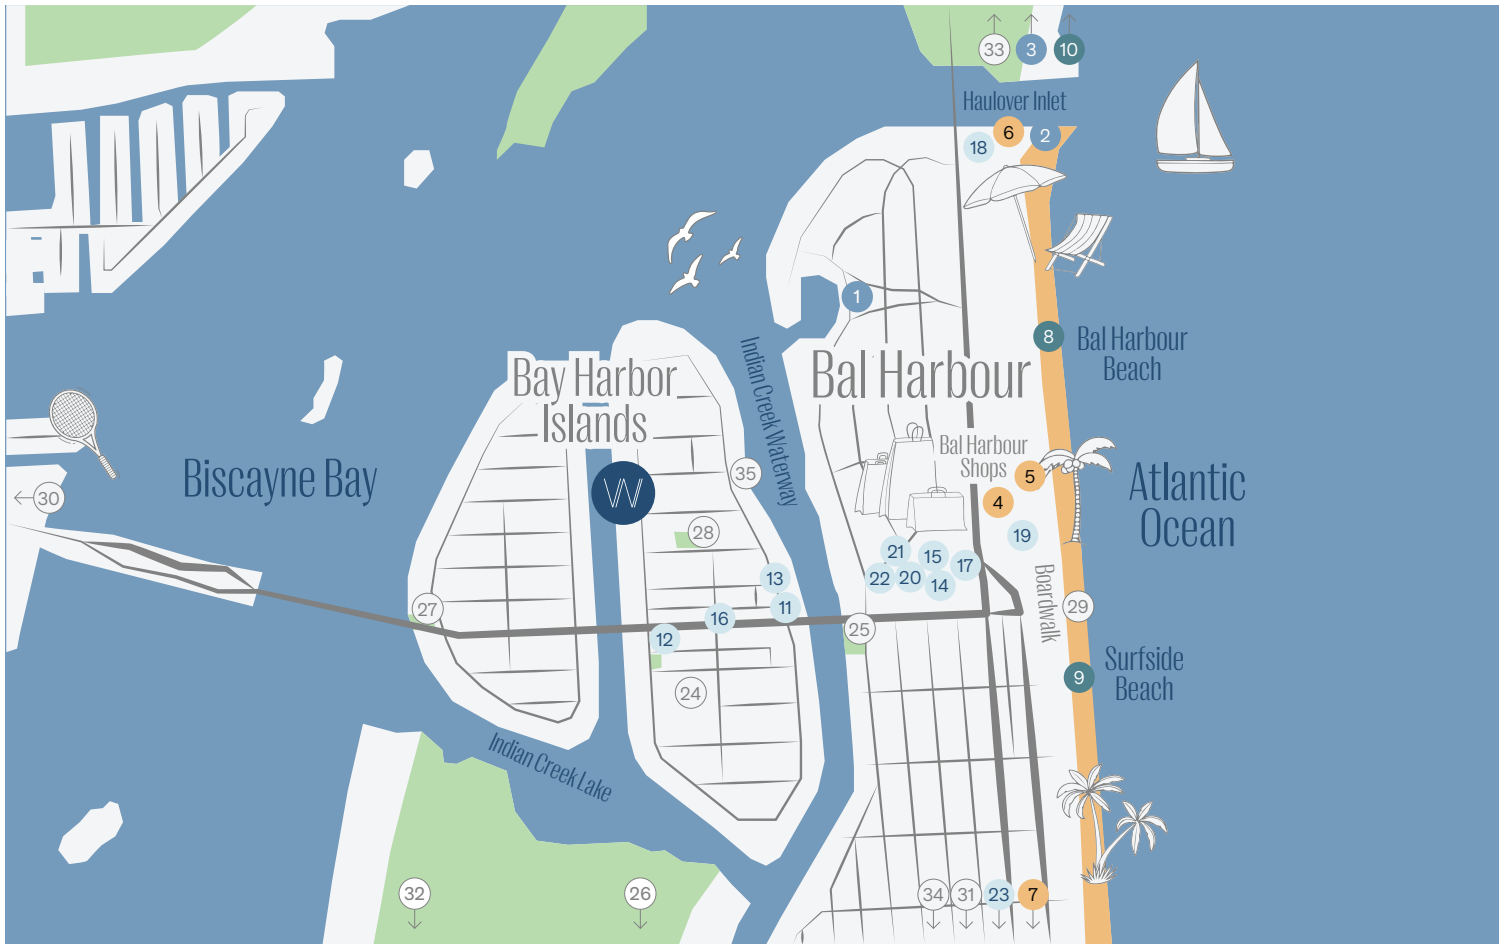 33
3
10
Haulover Inlet
6
2
18
1
8
Bal Harbour
Beach
Bay Harbor
Islands
Indian Creek Waterway
Bal Harbour
Bal Harbour
Shops
5
4
19
Biscayne Bay
30
W
35
28
Atlantic
Ocean
21
15
17
22
20
14
13
11
16
12
27
25
Boardwalk
29
24
9
Surfside
Beach
Indian Creek Lake
32
26
34
31
23
7